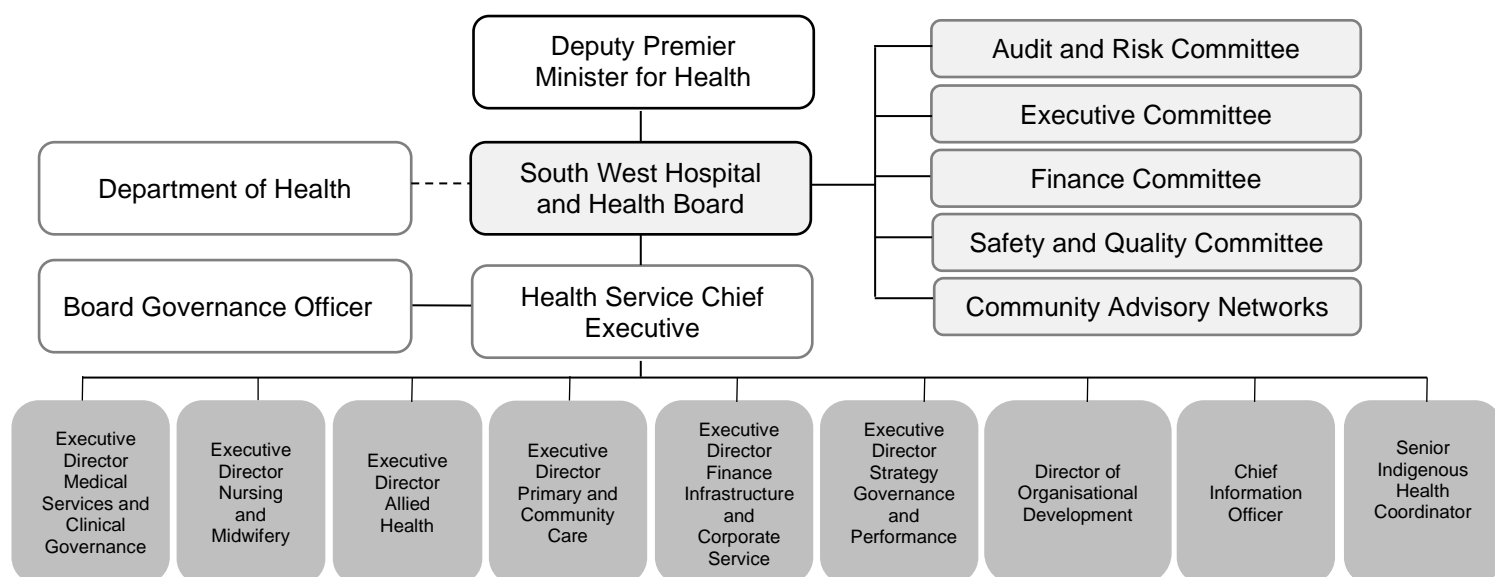 Deputy Premier
Minister for Health
Audit and Risk Committee
Executive Committee
Department of Health
South West Hospital
and Health Board
Finance Committee
Safety and Quality Committee
Board Governance Officer
Health Service Chief
Executive
Community Advisory Networks
Executive
Director
Medical
Services and
Clinical
Governance
Executive
Director
Nursing
and
Midwifery
Executive
Director
Allied
Health
Executive
Director
Primary and
Community
Care
Executive
Director
Finance
Infrastructure
and
Corporate
Service
Executive
Director
Strategy
Governance
and
Performance
Director of
Organisational
Development
Chief
Information
Officer
Senior
Indigenous
Health
Coordinator